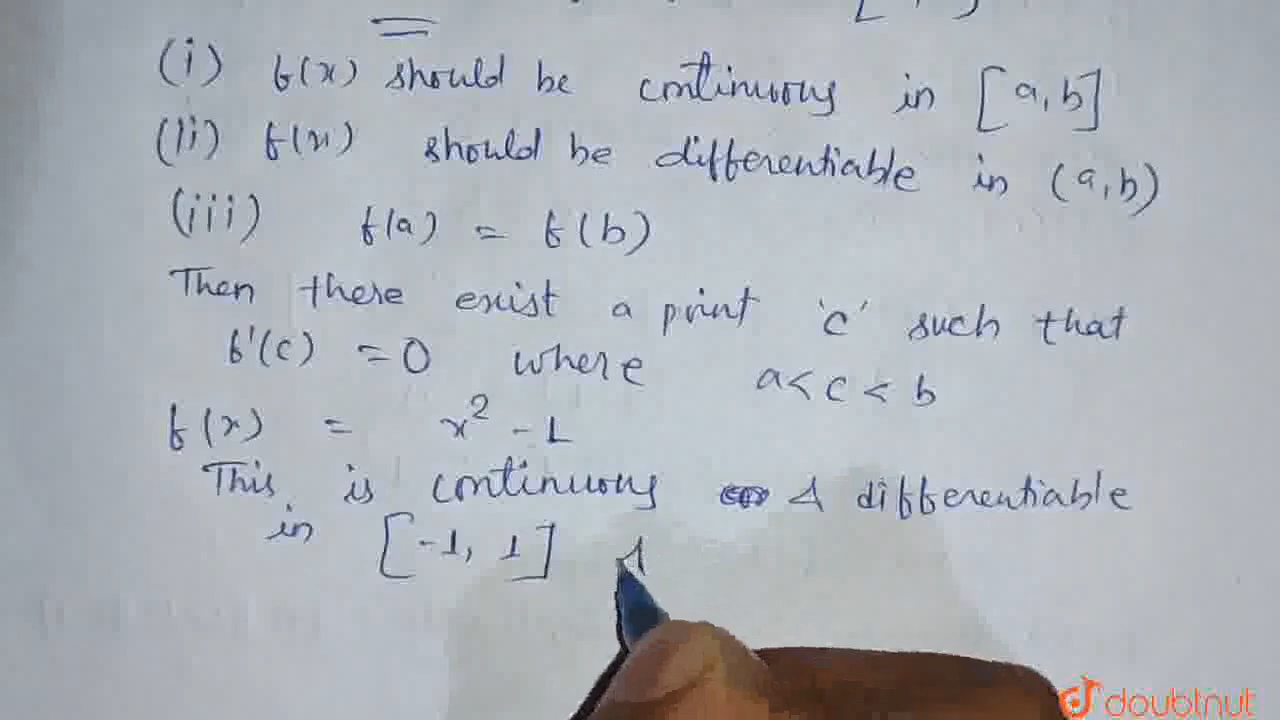 (i) f(x) should be continuous in [a,b]
(ii) f(x) should be differentiable in (a,b)
(iii) f(a) = f(b)
Then there exist a point 'c' such that
f'(c) = 0 where a < c < b
f(x) = x² - 1
This is continuous & differentiable
in [-1, 1] &
doubtnut